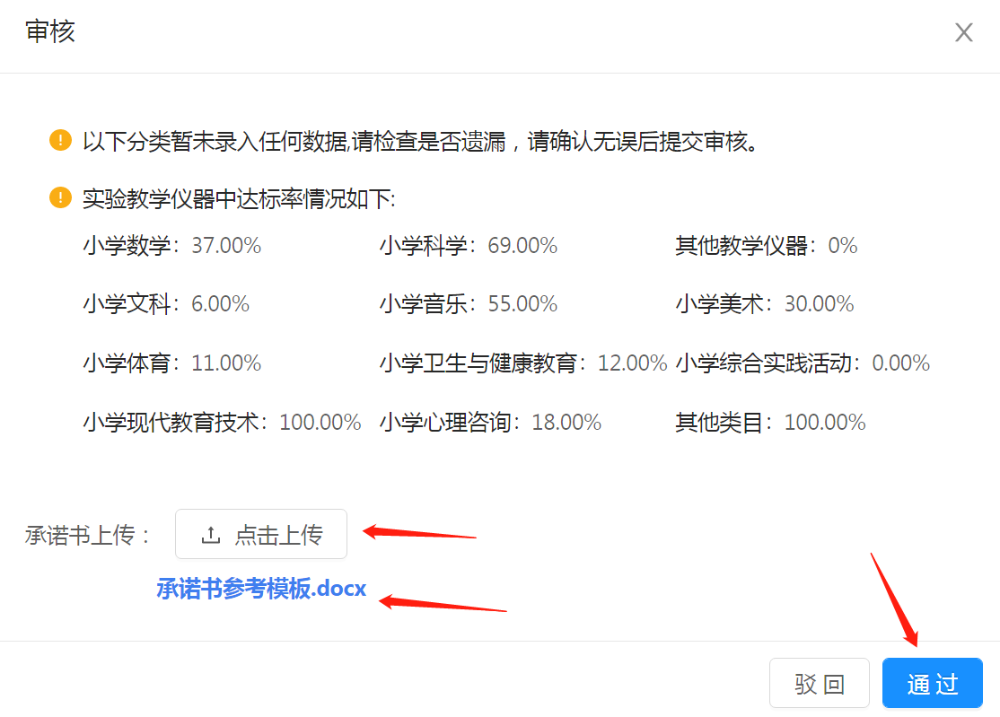 审核
以下分类暂未录入任何数据,请检查是否遗漏，请确认无误后提交审核。
实验教学仪器中达标率情况如下:
小学数学：37.00% 小学科学：69.00% 其他教学仪器：0%
小学文科：6.00% 小学音乐：55.00% 小学美术：30.00%
小学体育：11.00% 小学卫生与健康教育：12.00% 小学综合实践活动：0.00%
小学现代教育技术：100.00% 小学心理咨询：18.00% 其他类目：100.00%
承诺书上传： 点击上传
承诺书参考模板.docx
驳 回 通 过